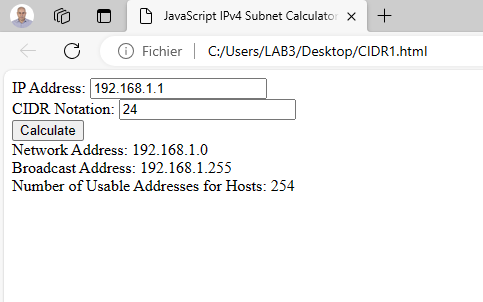 JavaScript IPv4 Subnet Calculator
Fichier
C:/Users/LAB3/Desktop/CIDR1.html
IP Address: 192.168.1.1
CIDR Notation: 24
Calculate
Network Address: 192.168.1.0
Broadcast Address: 192.168.1.255
Number of Usable Addresses for Hosts: 254